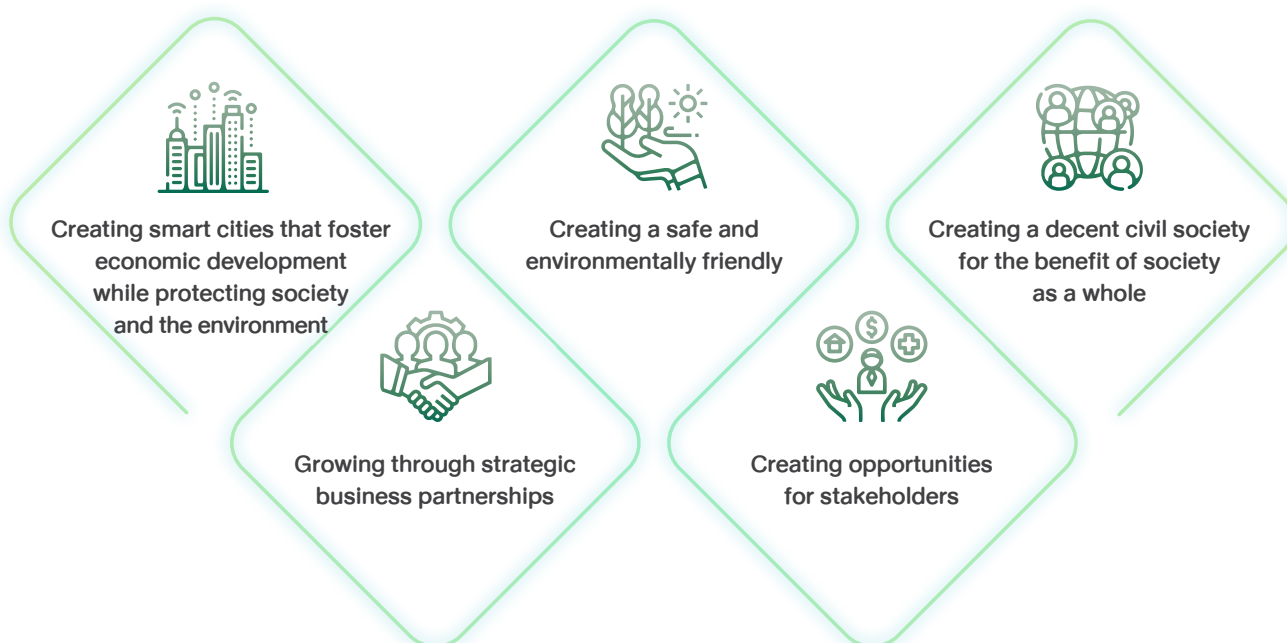 Creating smart cities that foster
economic development
while protecting society
and the environment
Creating a safe and
environmentally friendly
Creating a decent civil society
for the benefit of society
as a whole
$
Growing through strategic
business partnerships
Creating opportunities
for stakeholders